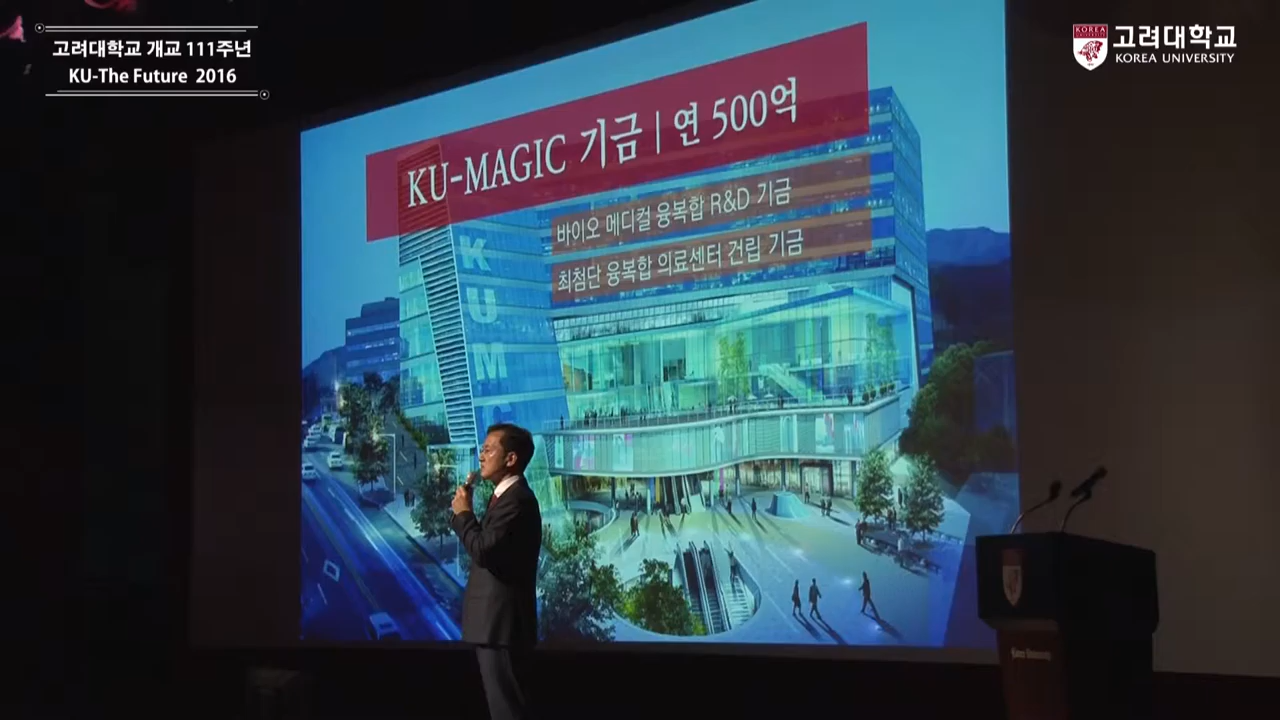 고려대학교 개교 111주년
KU-The Future 2016
KOREA
고려대학교
KOREA UNIVERSITY
KU-MAGIC 기금 | 연 500억
바이오 메디컬 융복합 R&D 기금
최첨단 융복합 의료센터 건립 기금
K
U
M
C